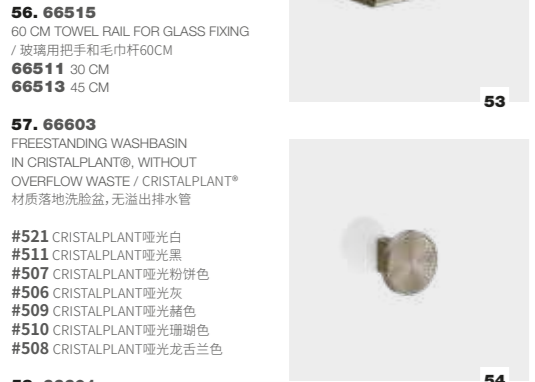 56. 66515
60 CM TOWEL RAIL FOR GLASS FIXING
/ 玻璃用把手和毛巾杆60CM
66511 30 CM
66513 45 CM
57. 66603
FREESTANDING WASHBASIN
IN CRISTALPLANT®, WITHOUT
OVERFLOW WASTE / CRISTALPLANT®
材质落地洗脸盆，无溢出排水管
#521 CRISTALPLANT哑光白
#511 CRISTALPLANT哑光黑
#507 CRISTALPLANT哑光粉饼色
#506 CRISTALPLANT哑光灰
#509 CRISTALPLANT哑光赭色
#510 CRISTALPLANT哑光珊瑚色
#508 CRISTALPLANT哑光龙舌兰色
53
54